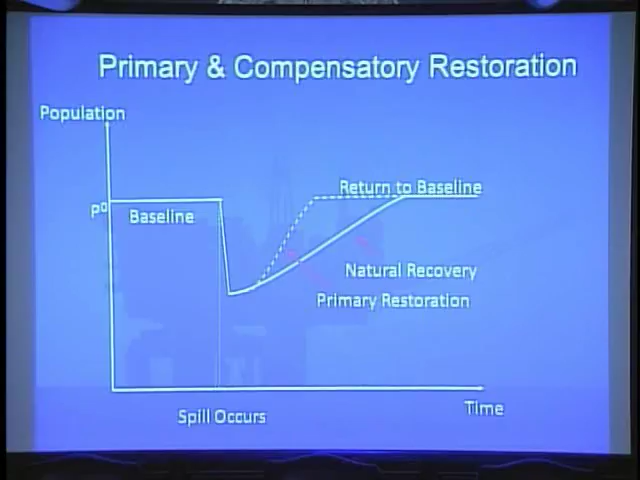 Primary & Compensatory Restoration
Population
Return to Baseline
P⁰
Baseline
Natural Recovery
Primary Restoration
Spill Occurs
Time